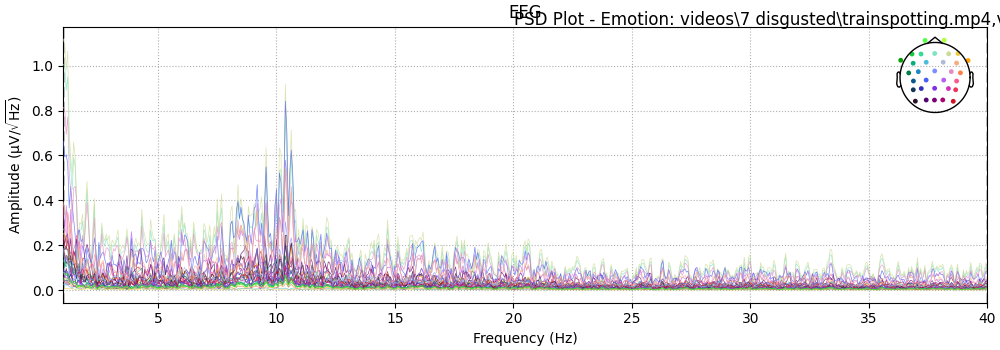 EEG
PSD Plot - Emotion: videos\7 disgusted\trainspotting.mp4,v
Amplitude (µV/√Hz)
1.0
0.8
0.6
0.4
0.2
0.0
5 10 15 20 25 30 35 40
Frequency (Hz)